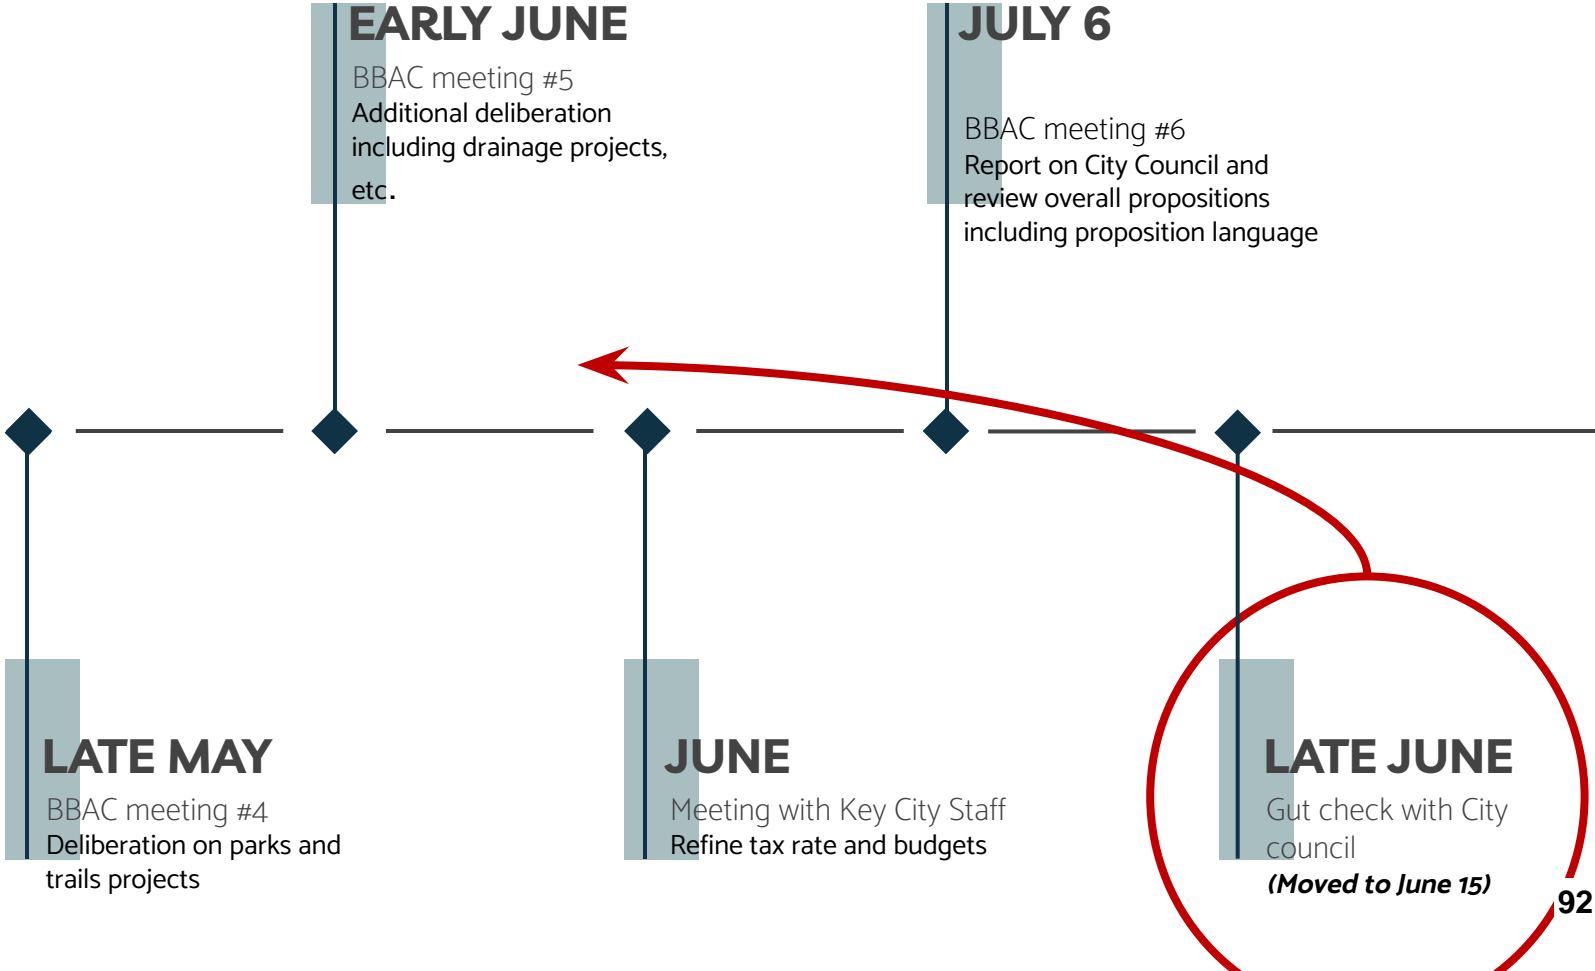 EARLY JUNE
BBAC meeting #5
Additional deliberation
including drainage projects,
etc.
JULY 6
BBAC meeting #6
Report on City Council and
review overall propositions
including proposition language
LATE MAY
BBAC meeting #4
Deliberation on parks and
trails projects
JUNE
Meeting with Key City Staff
Refine tax rate and budgets
LATE JUNE
Gut check with City
council
(Moved to June 15)
92